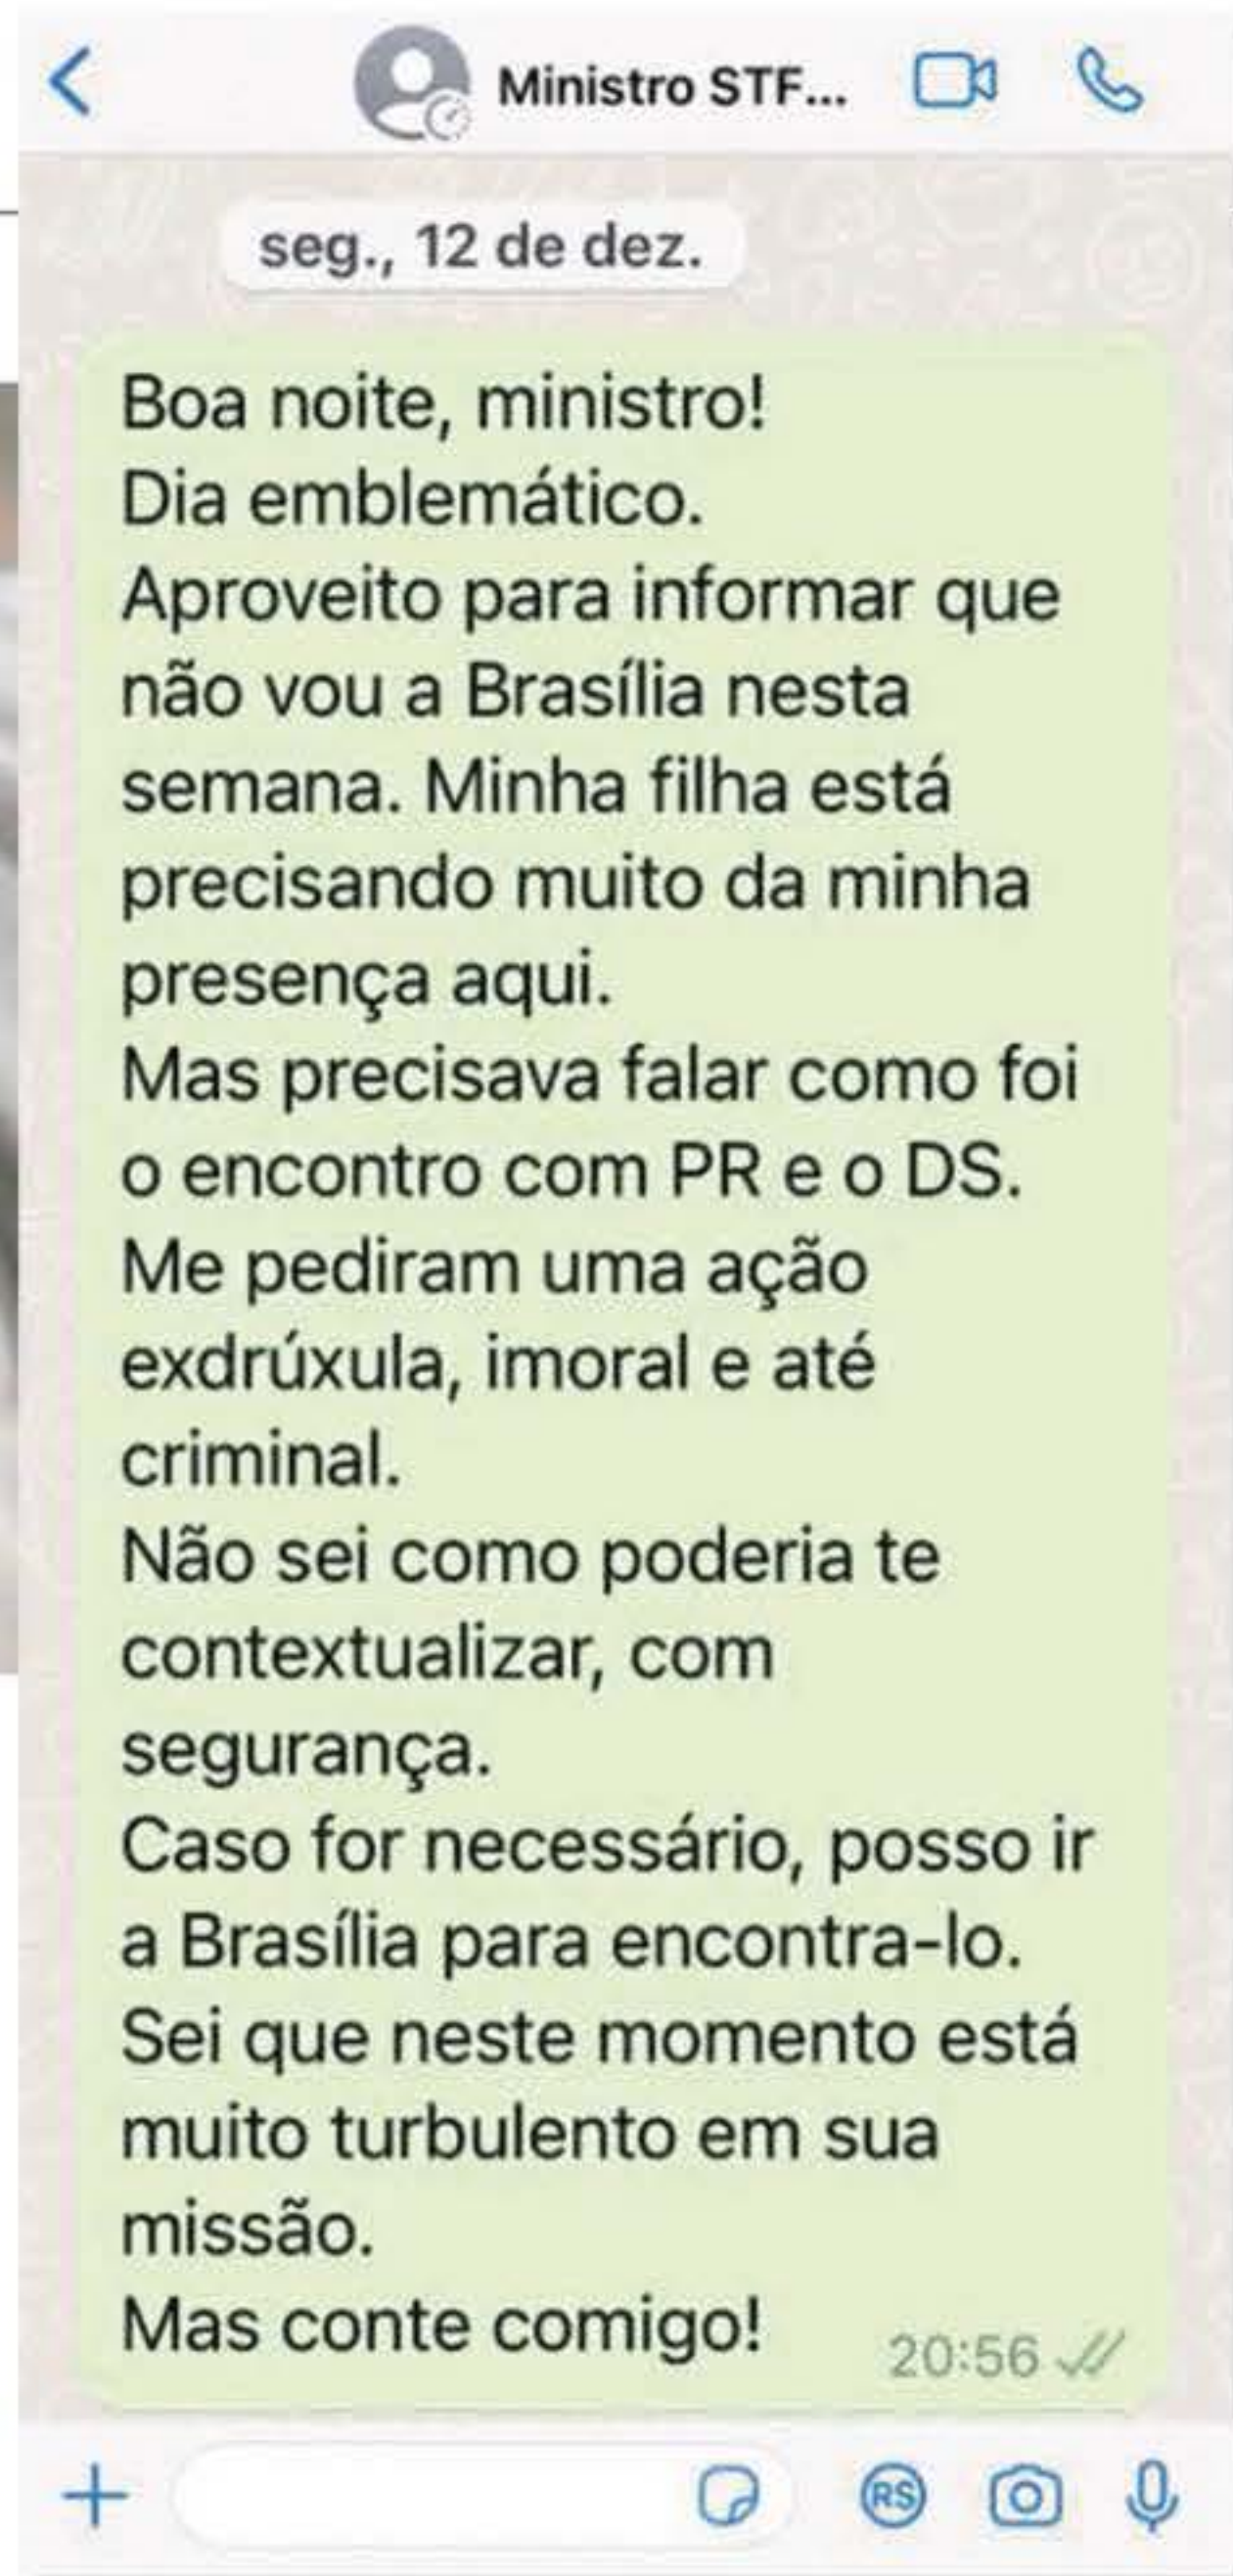 Ministro STF...
seg., 12 de dez.
Boa noite, ministro!
Dia emblemático.
Aproveito para informar que
não vou a Brasília nesta
semana. Minha filha está
precisando muito da minha
presença aqui.
Mas precisava falar como foi
o encontro com PR e o DS.
Me pediram uma ação
exdrúxula, imoral e até
criminal.
Não sei como poderia te
contextualizar, com
segurança.
Caso for necessário, posso ir
a Brasília para encontra-lo.
Sei que neste momento está
muito turbulento em sua
missão.
Mas conte comigo!
20:56
RS